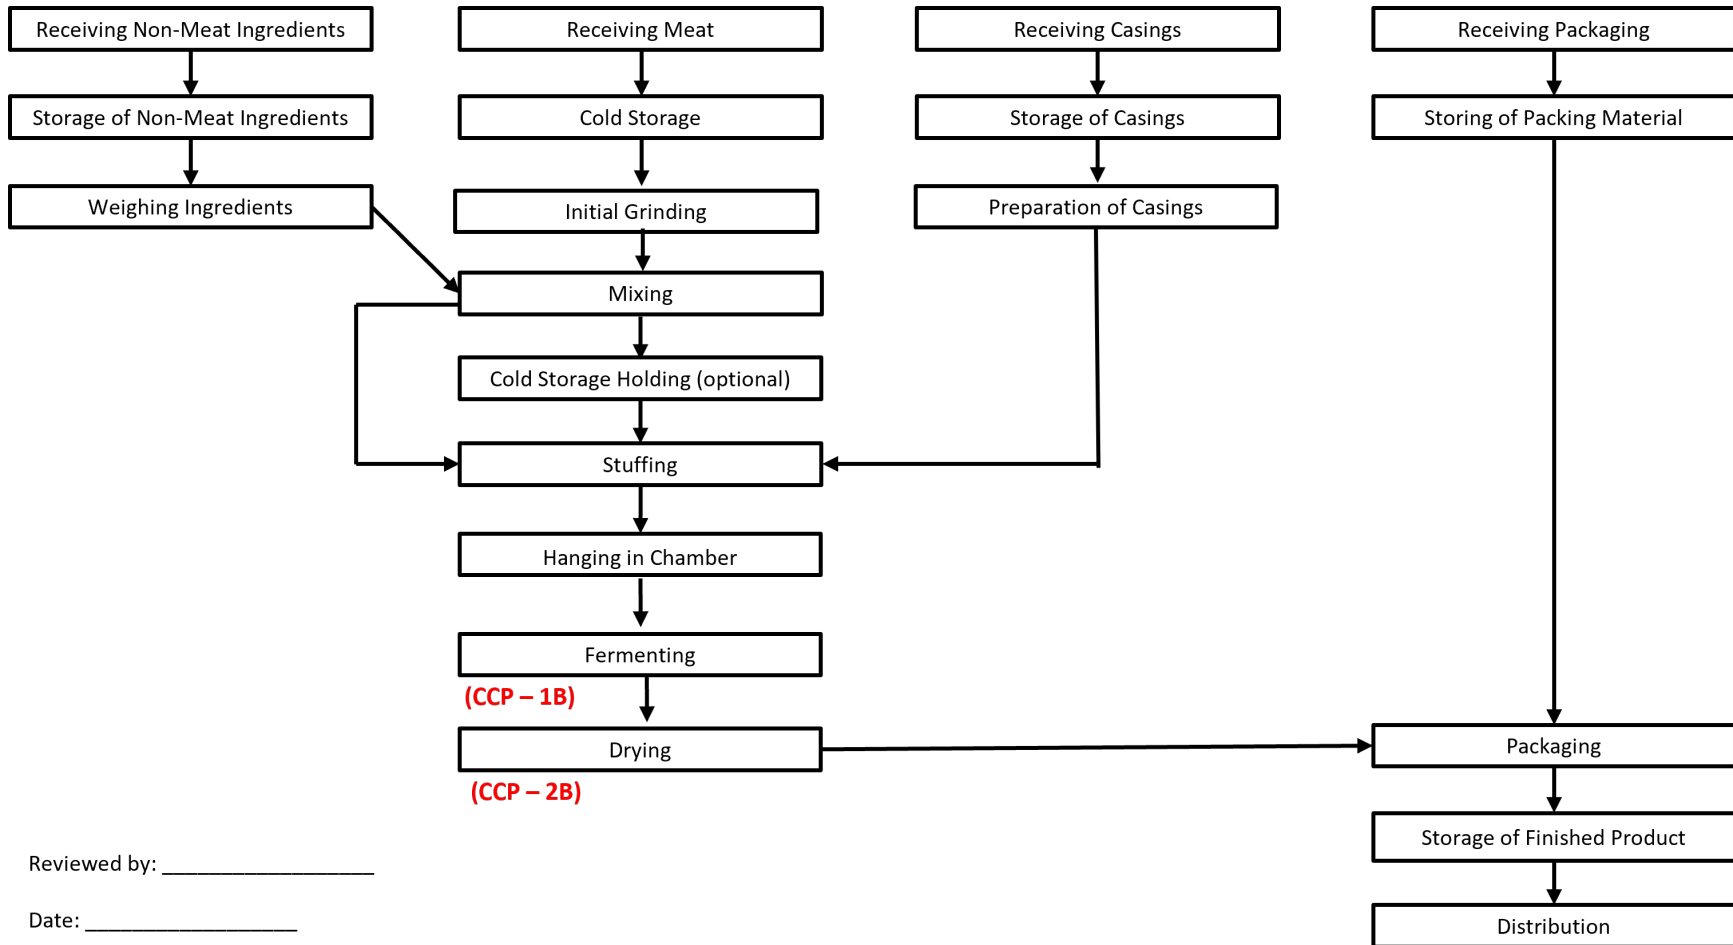 Receiving Non-Meat Ingredients
Receiving Meat
Receiving Casings
Receiving Packaging
Storage of Non-Meat Ingredients
Cold Storage
Storage of Casings
Storing of Packing Material
Weighing Ingredients
Initial Grinding
Preparation of Casings
Mixing
Cold Storage Holding (optional)
Stuffing
Hanging in Chamber
Fermenting
(CCP – 1B)
Drying
Packaging
(CCP – 2B)
Storage of Finished Product
Reviewed by: __________________
Date: __________________
Distribution